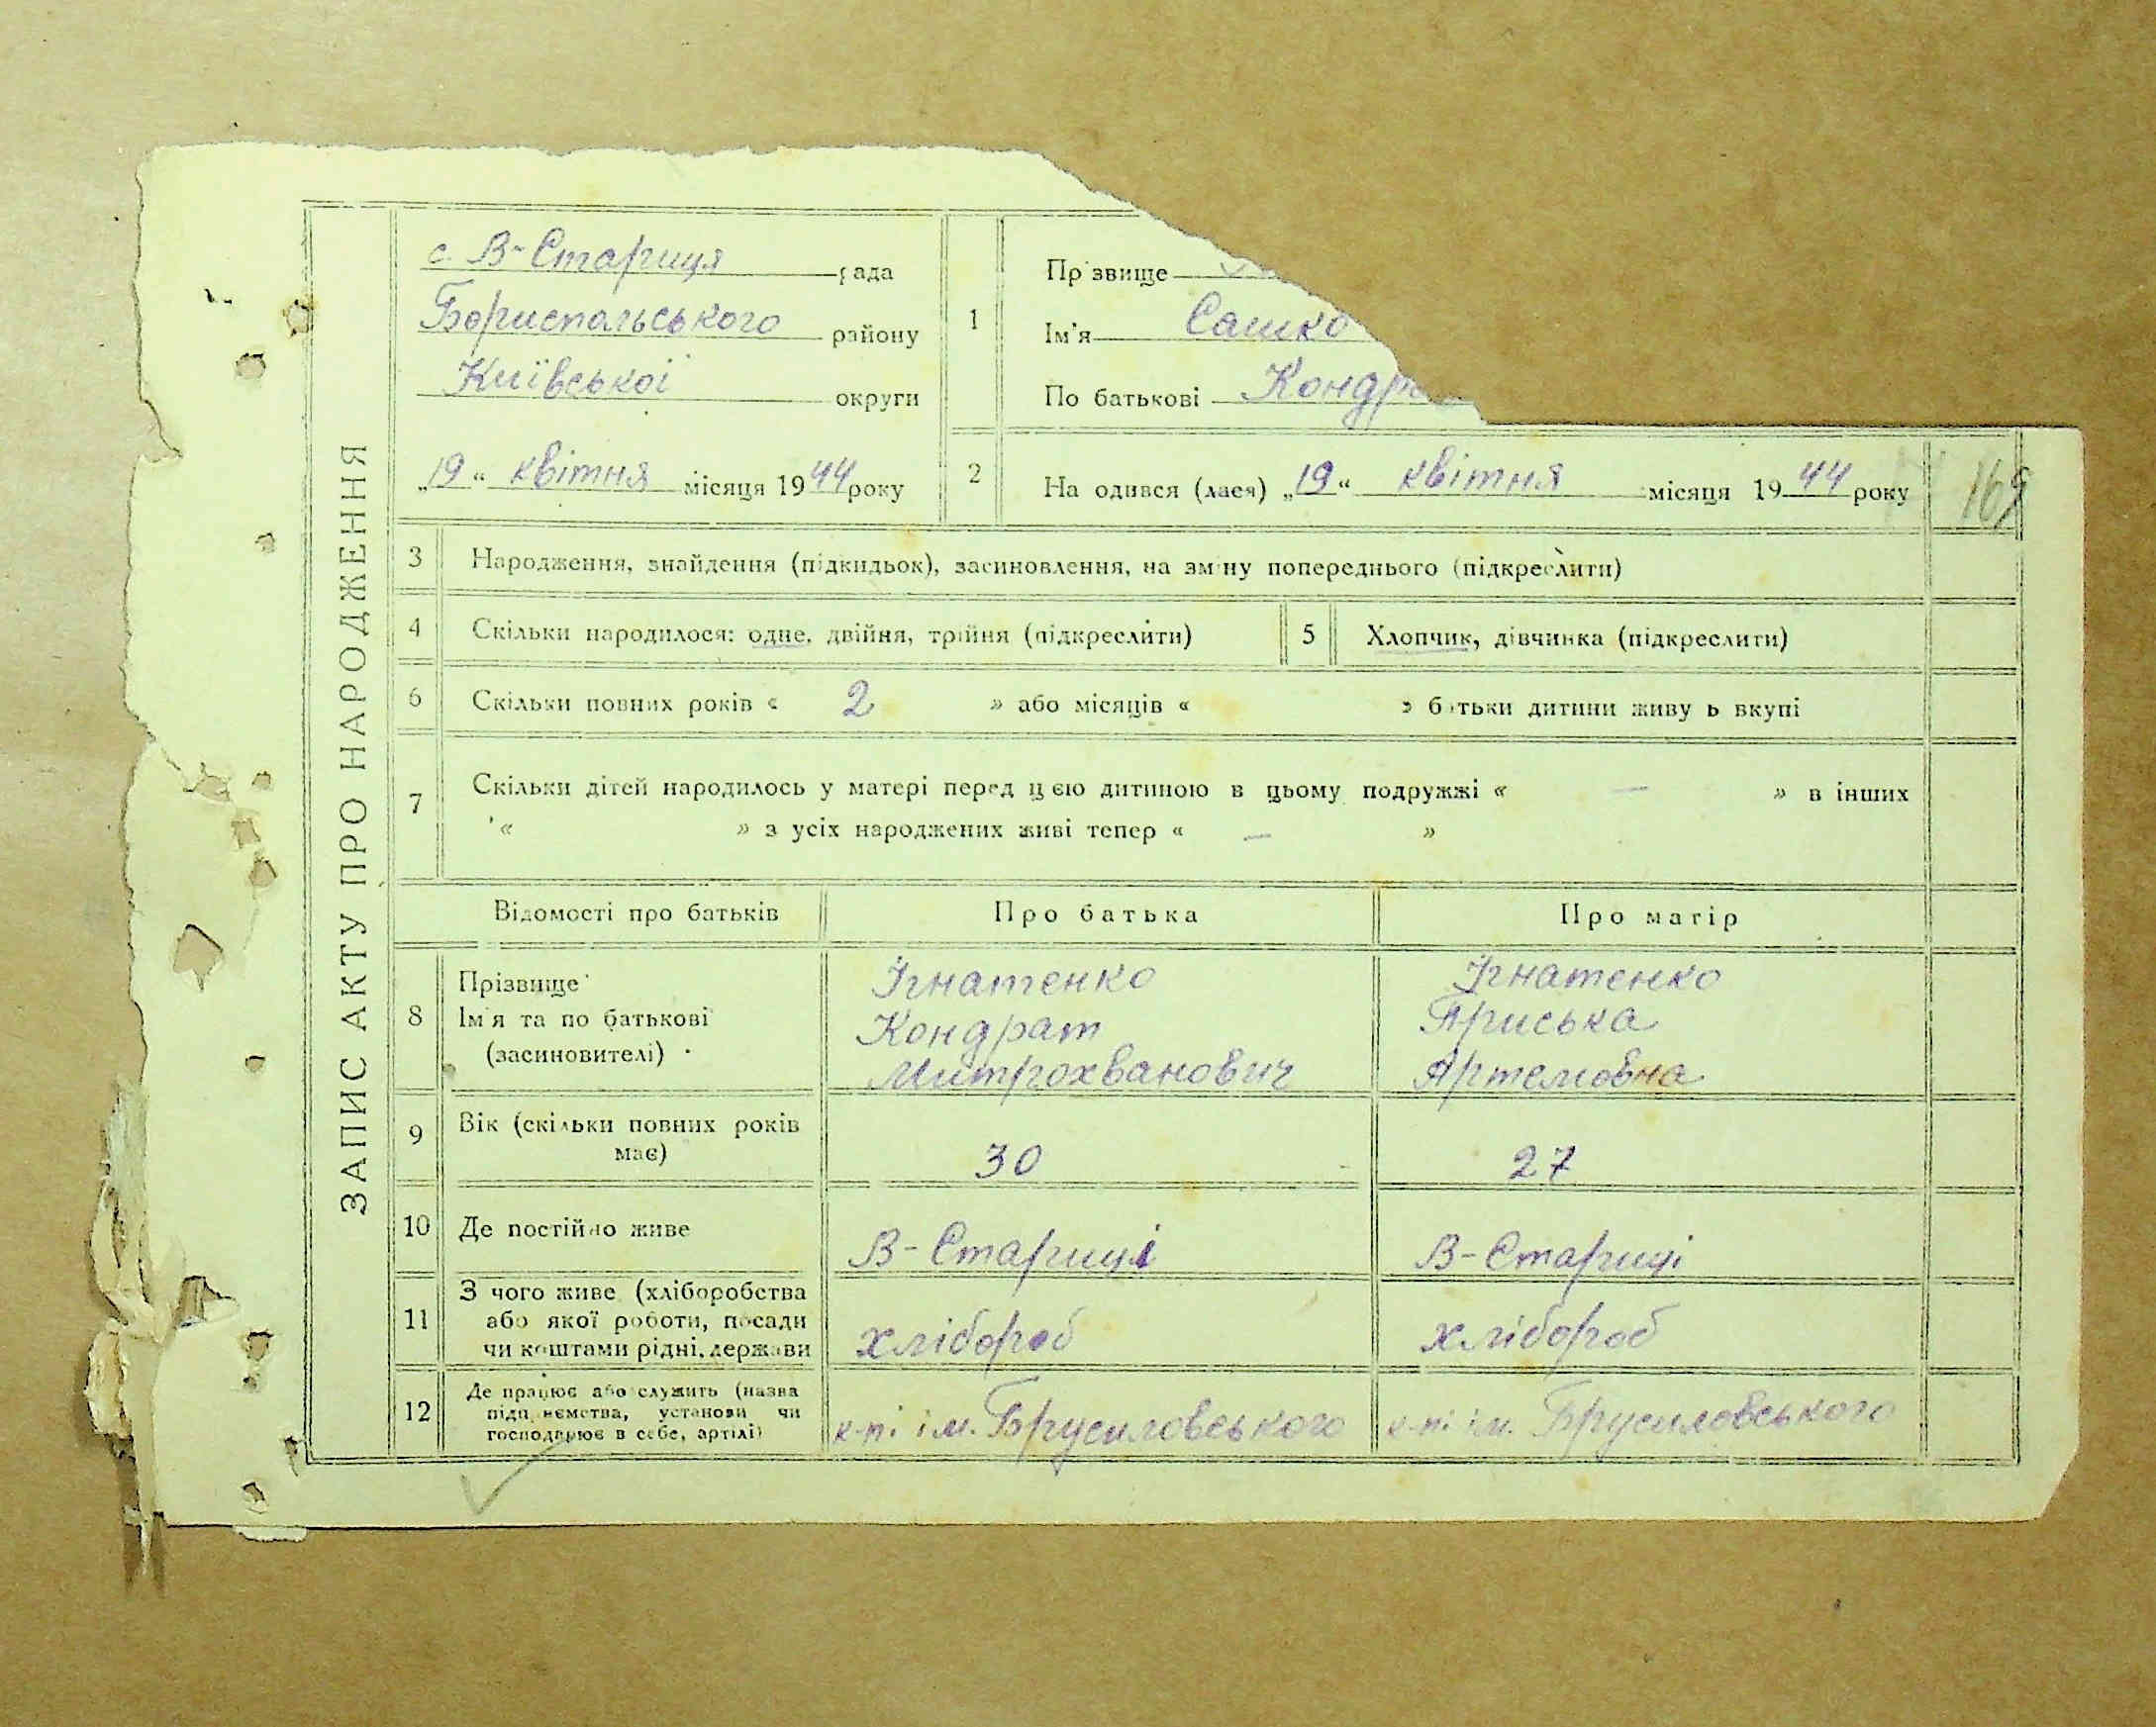 ЗАПИС АКТУ ПРО НАРОДЖЕННЯ
с. В-Стариця рада
Бориспольського району
Київської округи
„19“ квітня місяця 1944 року
1
Прізвище
Ім'я Сашко
По батькові Кондра
2 На одився (лася) „19“ квітня місяця 1944 року
169
3 Народження, знайдення (підкидьок), засиновлення, на зміну попереднього (підкреслити)
4 Скільки народилося: одне, двійня, трійня (підкреслити) 5 Хлопчик, дівчинка (підкреслити)
6 Скільки повних років « 2 » або місяців « » батьки дитини живу ь вкупі
7 Скільки дітей народилось у матері перед цією дитиною в цьому подружжі « — » в інших
« » з усіх народжених живі тепер « — »
Відомості про батьків Про батька Про матір
8 Прізвище Ігнатенко Ігнатенко
Ім'я та по батькові Кондрат Приська
(засиновителі) Митрохванович Артемовна
9 Вік (скільки повних років має) 30 27
10 Де постійно живе В-Стариці В-Стариці
11 З чого живе (хліборобства
або якої роботи, посади
чи коштами рідні, держави хлібороб хлібороб
12 Де працює або служить (назва
підприємства, установи чи
господарює в себе, артілі) к-пі ім. Брусиловського к-пі ім. Брусиловського